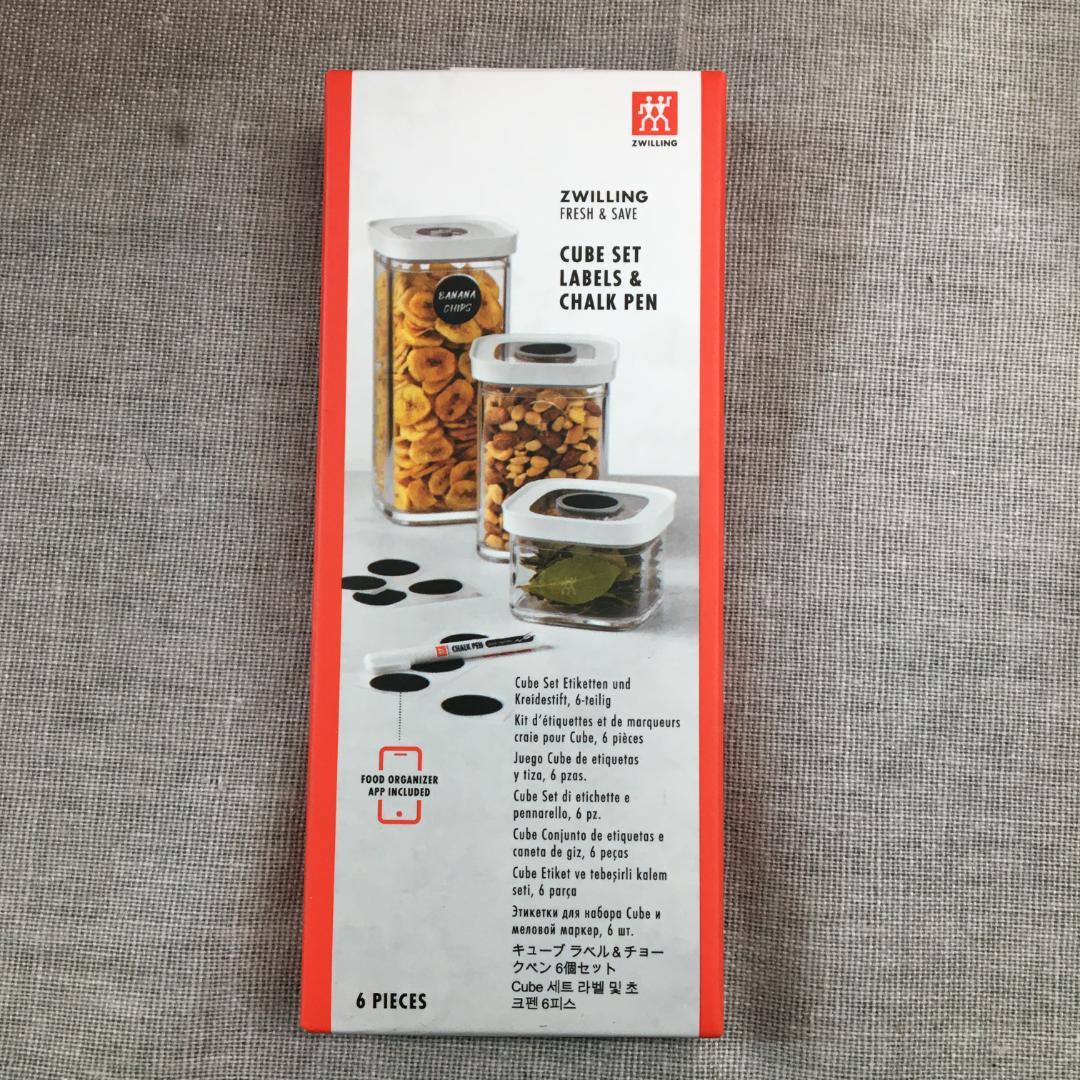 ZWILLING
ZWILLING
FRESH & SAVE
CUBE SET
LABELS &
CHALK PEN
BANANA
CHIPS
CHALK PEN
FOOD ORGANIZER
APP INCLUDED
Cube Set Etiketten und
Kreidestift, 6-teilig
Kit d'étiquettes et de marqueurs
craie pour Cube, 6 pièces
Juego Cube de etiquetas
y tiza, 6 pzas.
Cube Set di etichette e
pennarello, 6 pz.
Cube Conjunto de etiquetas e
caneta de giz, 6 peças
Cube Etiket ve tebeşirli kalem
seti, 6 parça
Этикетки для набора Cube и
меловой маркер, 6 шт.
キューブ ラベル＆チョー
クペン 6個セット
Cube 세트 라벨 및 초
크펜 6피스
6 PIECES